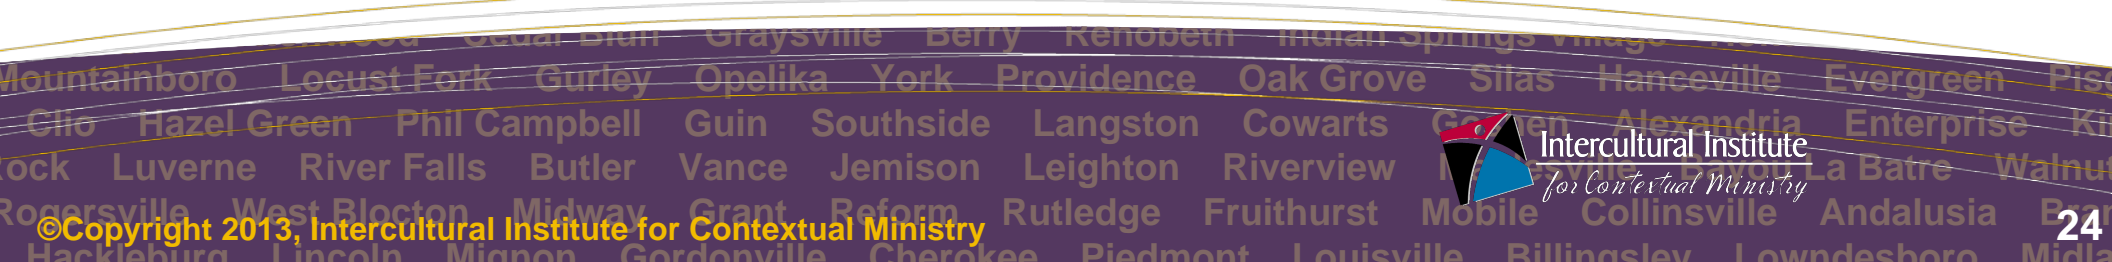 Cedar Bluff Graysville Berry Rehobeth Indian Springs Village
Mountainboro Locust Fork Gurley Opelika York Providence Oak Grove Silas Hanceville Evergreen
Clio Hazel Green Phil Campbell Guin Southside Langston Cowarts Alexandria Enterprise
Intercultural Institute
Luverne River Falls Butler Vance Jemison Leighton Riverview La Batre
for Contextual Ministry
Rogersville West Blocton Midway Grant Reform Rutledge Fruithurst Mobile Collinsville Andalusia
©Copyright 2013, Intercultural Institute for Contextual Ministry
24
Hackleburg Lincoln Mignon Gordonville Cherokee Piedmont Louisville Billingsley Lowndesboro